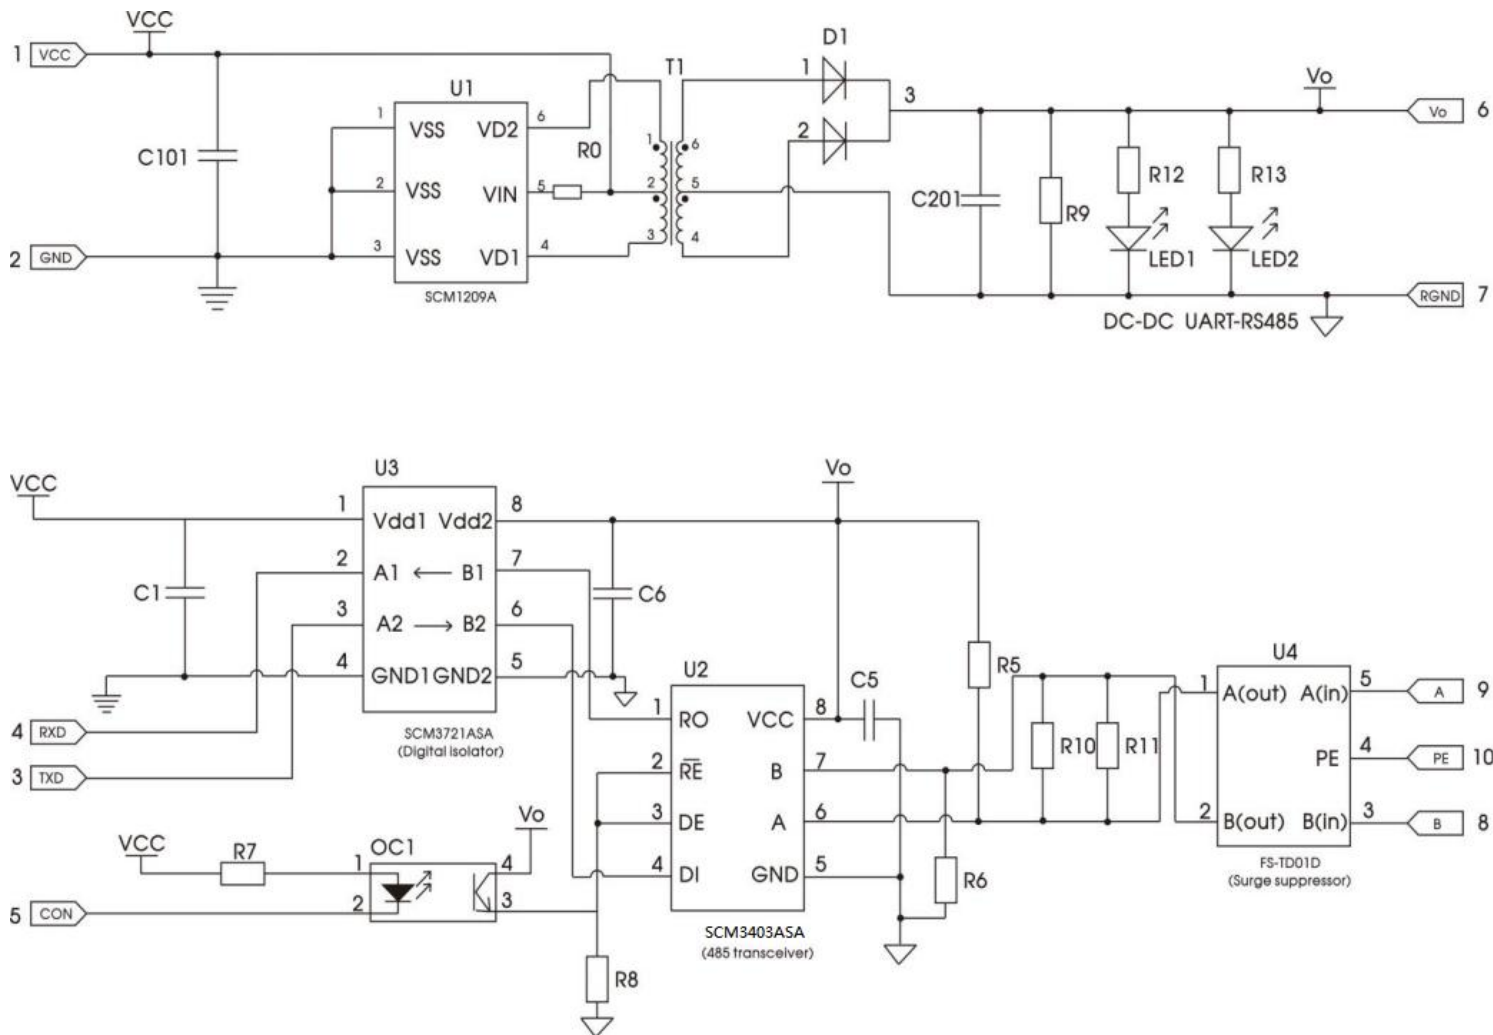 VCC
1 VCC
U1
T1
D1
1
2
3
Vo
Vo 6
C101
1 VSS VD2 6
R0
2 VSS VIN 5
3 VSS VD1 4
SCM1209A
1 6
2 5
3 4
C201
R9
R12
R13
LED1
LED2
2 GND
RGND 7
DC-DC UART-RS485
VCC
U3
Vo
1 Vdd1 Vdd2 8
2 A1 B1 7
3 A2 B2 6
4 GND1 GND2 5
C1
C6
SCM3721ASA
(Digital isolator)
4 RXD
3 TXD
U2
C5
R5
1 RO VCC 8
2 RE B 7
3 DE A 6
4 DI GND 5
SCM3403ASA
(485 transceiver)
R10
R11
R6
U4
1 A(out) A(in) 5
PE 4
2 B(out) B(in) 3
FS-TD01D
(Surge suppressor)
A 9
PE 10
B 8
VCC
R7
OC1
Vo
1
4
2
3
5 CON
R8